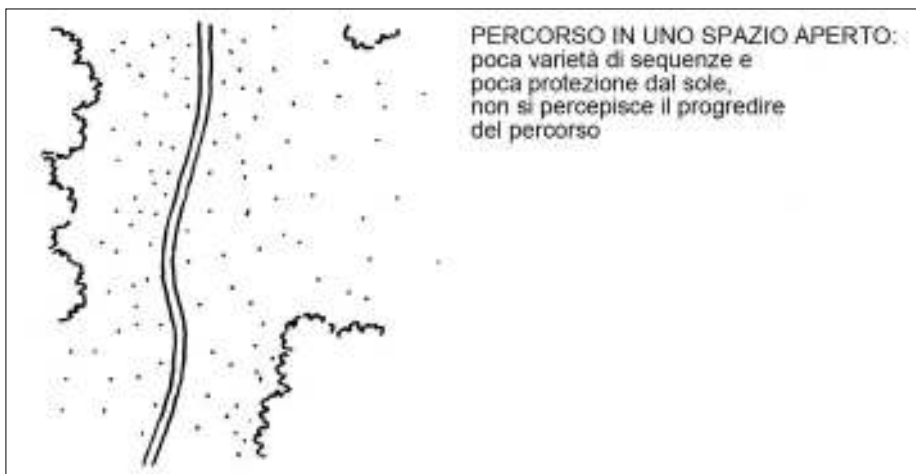 PERCORSO IN UNO SPAZIO APERTO:
poca varietà di sequenze e
poca protezione dal sole,
non si percepisce il progredire
del percorso